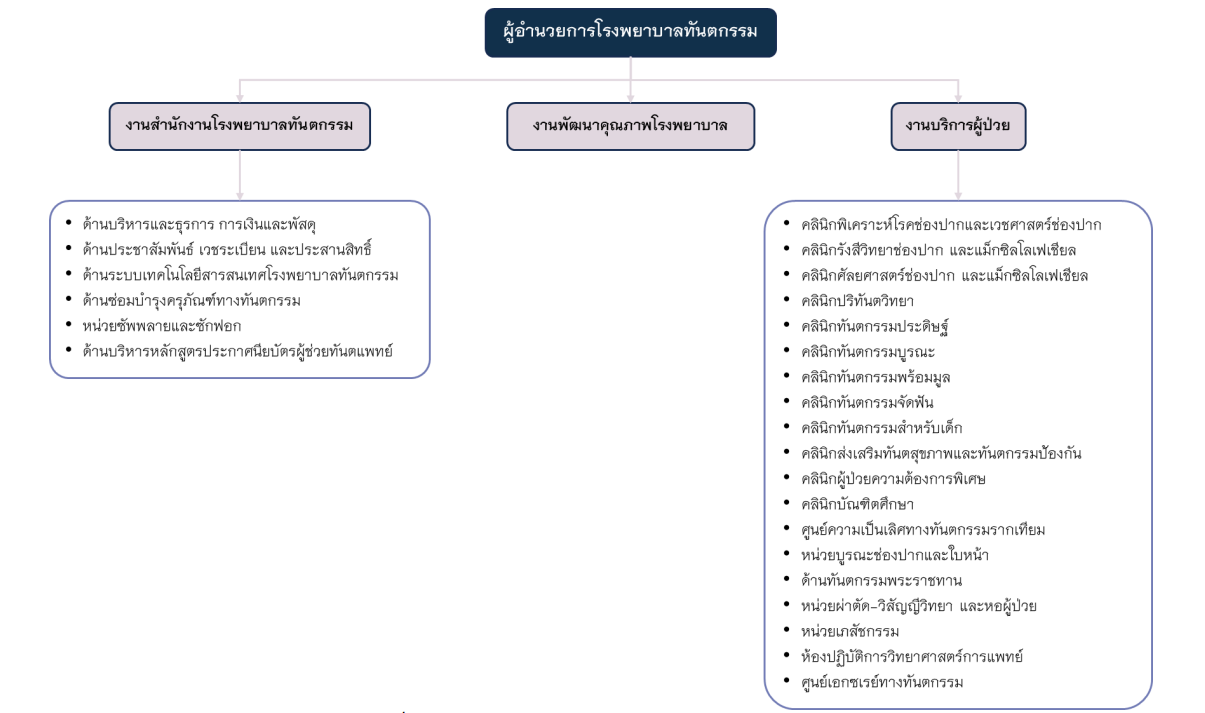 ผู้อำนวยการโรงพยาบาลทันตกรรม
งานสำนักงานโรงพยาบาลทันตกรรม
งานพัฒนาคุณภาพโรงพยาบาล
งานบริการผู้ป่วย
• ด้านบริหารและธุรการ การเงินและพัสดุ
• ด้านประชาสัมพันธ์ เวชระเบียน และประสานสิทธิ์
• ด้านระบบเทคโนโลยีสารสนเทศโรงพยาบาลทันตกรรม
• ด้านซ่อมบำรุงครุภัณฑ์ทางทันตกรรม
• หน่วยซัพพลายและซักฟอก
• ด้านบริหารหลักสูตรประกาศนียบัตรผู้ช่วยทันตแพทย์
• คลินิกพิเคราะห์โรคช่องปากและเวชศาสตร์ช่องปาก
• คลินิกรังสีวิทยาช่องปาก และแม็กซิลโลเฟเชียล
• คลินิกศัลยศาสตร์ช่องปาก และแม็กซิลโลเฟเชียล
• คลินิกปริทันตวิทยา
• คลินิกทันตกรรมประดิษฐ์
• คลินิกทันตกรรมบูรณะ
• คลินิกทันตกรรมพร้อมมูล
• คลินิกทันตกรรมจัดฟัน
• คลินิกทันตกรรมสำหรับเด็ก
• คลินิกส่งเสริมทันตสุขภาพและทันตกรรมป้องกัน
• คลินิกผู้ป่วยความต้องการพิเศษ
• คลินิกบัณฑิตศึกษา
• ศูนย์ความเป็นเลิศทางทันตกรรมรากเทียม
• หน่วยบูรณะช่องปากและใบหน้า
• ด้านทันตกรรมพระราชทาน
• หน่วยผ่าตัด-วิสัญญีวิทยา และหอผู้ป่วย
• หน่วยเภสัชกรรม
• ห้องปฏิบัติการวิทยาศาสตร์การแพทย์
• ศูนย์เอกซเรย์ทางทันตกรรม